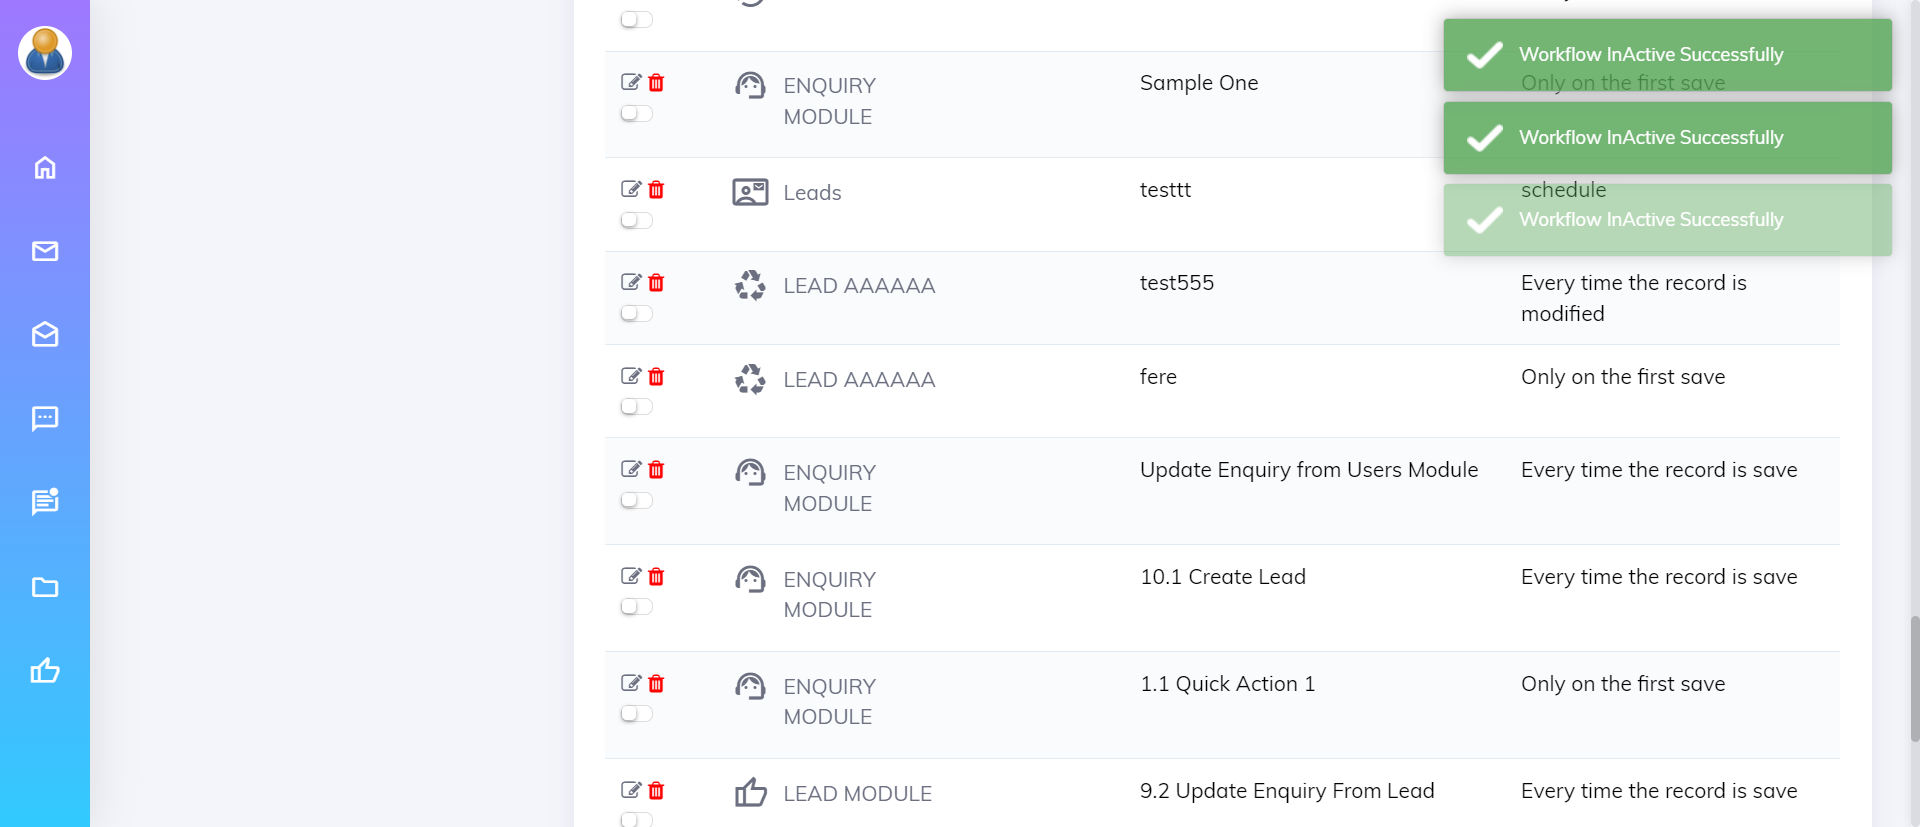 Workflow InActive Successfully
ENQUIRY
MODULE
Sample One
Only on the first save
Workflow InActive Successfully
Leads
testtt
schedule
Workflow InActive Successfully
LEAD AAAAAA
test555
Every time the record is
modified
LEAD AAAAAA
fere
Only on the first save
ENQUIRY
MODULE
Update Enquiry from Users Module
Every time the record is save
ENQUIRY
MODULE
10.1 Create Lead
Every time the record is save
ENQUIRY
MODULE
1.1 Quick Action 1
Only on the first save
LEAD MODULE
9.2 Update Enquiry From Lead
Every time the record is save